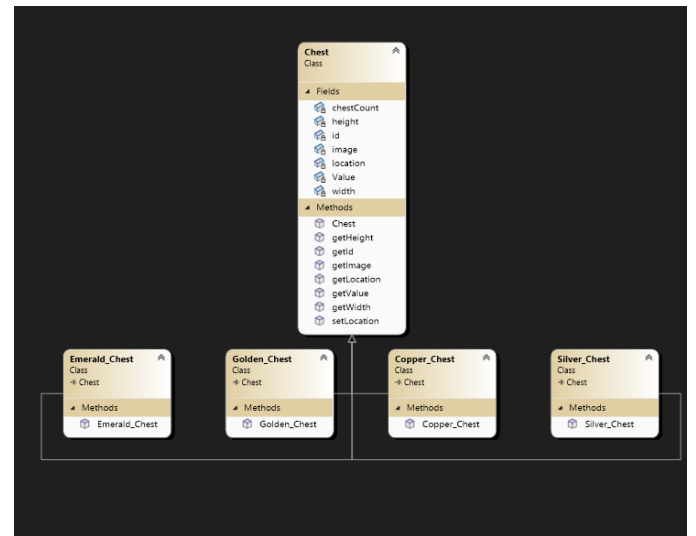 Chest
Class
Fields
chestCount
height
id
image
location
Value
width
Methods
Chest
getHeight
getId
getImage
getLocation
getValue
getWidth
setLocation
Emerald_Chest
Class
Chest
Methods
Emerald_Chest
Golden_Chest
Class
Chest
Methods
Golden_Chest
Copper_Chest
Class
Chest
Methods
Copper_Chest
Silver_Chest
Class
Chest
Methods
Silver_Chest